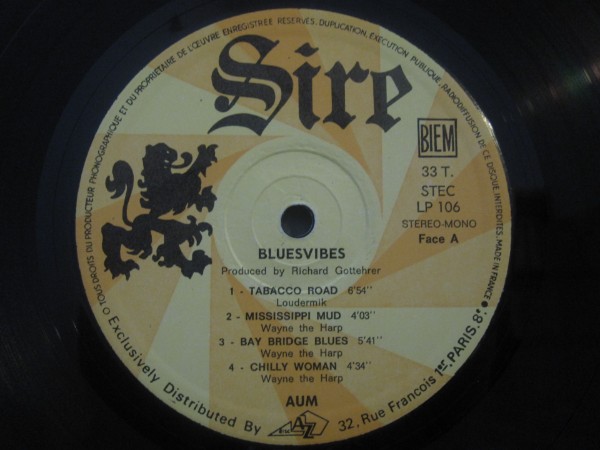 TOUS DROITS DU PRODUCTEUR PHONOGRAPHIQUE ET DU PROPRIETAIRE DE L'ŒUVRE ENREGISTREE RESERVES. DUPLICATION, EXECUTION PUBLIQUE, RADIODIFFUSION DE CE DISQUE INTERDITES. MADE IN FRANCE
Sire
BIEM
33 T.
STEC
LP 106
STEREO-MONO
Face A
BLUESVIBES
Produced by Richard Gottehrer
1 - TABACCO ROAD 6'54''
Loudermik
2 - MISSISSIPPI MUD 4'03''
Wayne the Harp
3 - BAY BRIDGE BLUES 5'41''
Wayne the Harp
4 - CHILLY WOMAN 4'34''
Wayne the Harp
AUM
Exclusively Distributed By DISC AZ 32, Rue Francois 1er, PARIS. 8e